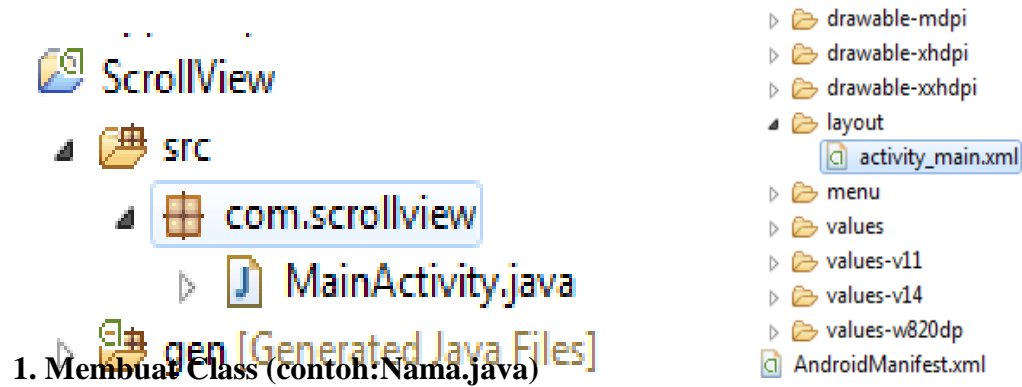 ScrollView
src
com.scrollview
MainActivity.java
gen [Generated Java Files]
1. Membuat Class (contoh:Nama.java)
drawable-mdpi
drawable-xhdpi
drawable-xxhdpi
layout
activity_main.xml
menu
values
values-v11
values-v14
values-w820dp
AndroidManifest.xml